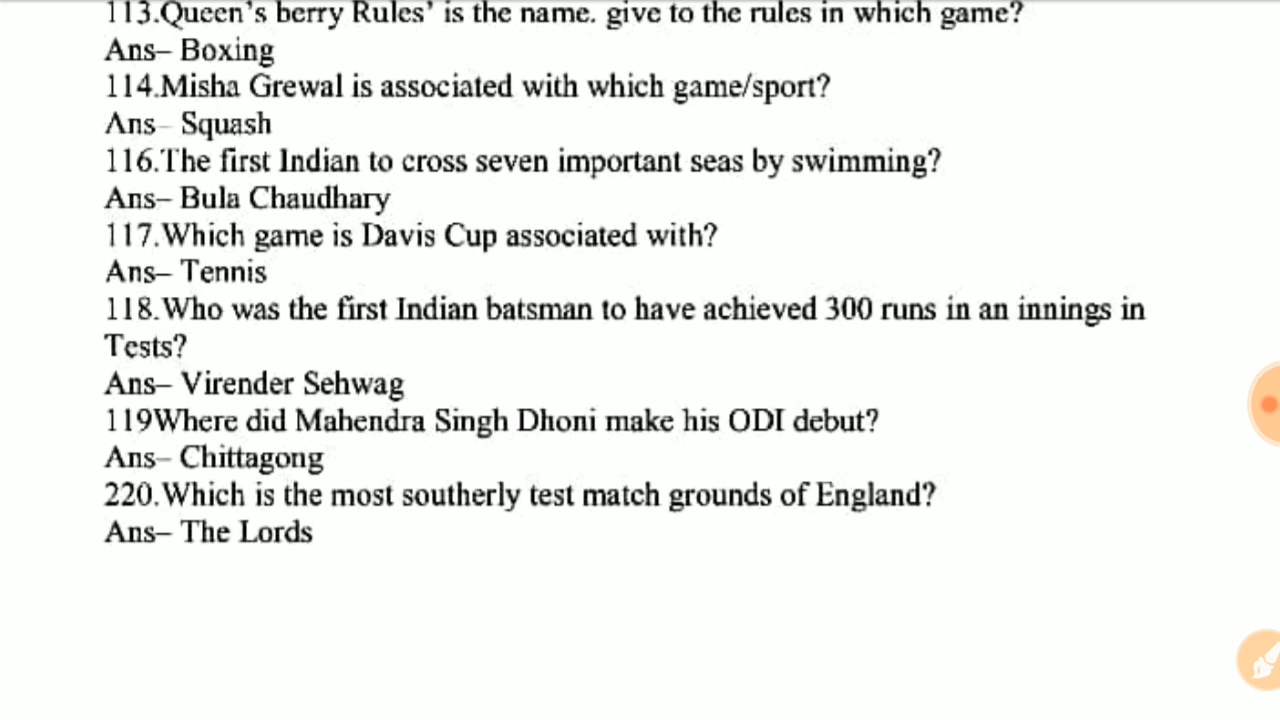 113.Queen's berry Rules' is the name. give to the rules in which game?
Ans– Boxing
114.Misha Grewal is associated with which game/sport?
Ans– Squash
116.The first Indian to cross seven important seas by swimming?
Ans– Bula Chaudhary
117.Which game is Davis Cup associated with?
Ans– Tennis
118.Who was the first Indian batsman to have achieved 300 runs in an innings in
Tests?
Ans– Virender Sehwag
119Where did Mahendra Singh Dhoni make his ODI debut?
Ans– Chittagong
220.Which is the most southerly test match grounds of England?
Ans– The Lords